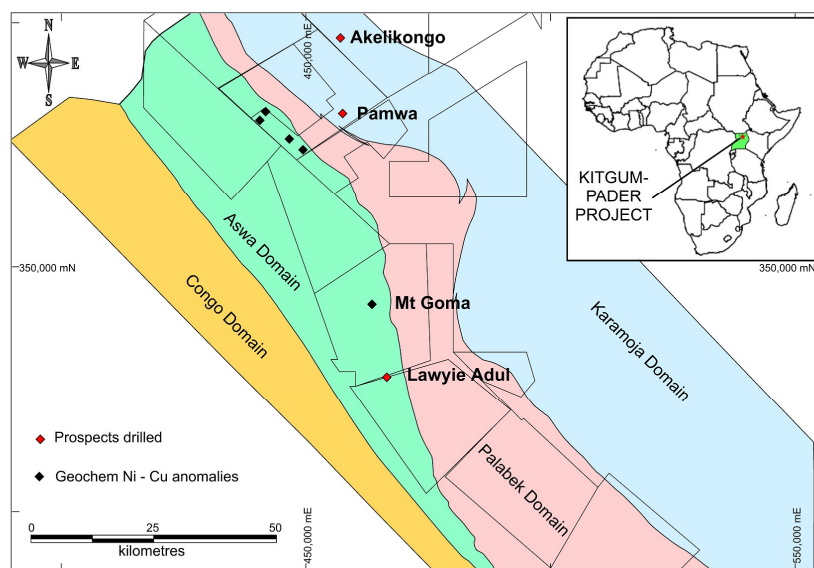 N
W E
S
450,000 mE
Akelikongo
Pamwa
KITGUM-
PADER
PROJECT
350,000 mN
350,000 mN
Aswa Domain
Congo Domain
Mt Goma
Karamoja Domain
Lawyie Adul
Prospects drilled
Geochem Ni - Cu anomalies
Palabek Domain
0 25 50
kilometres
450,000 mE
550,000 mE